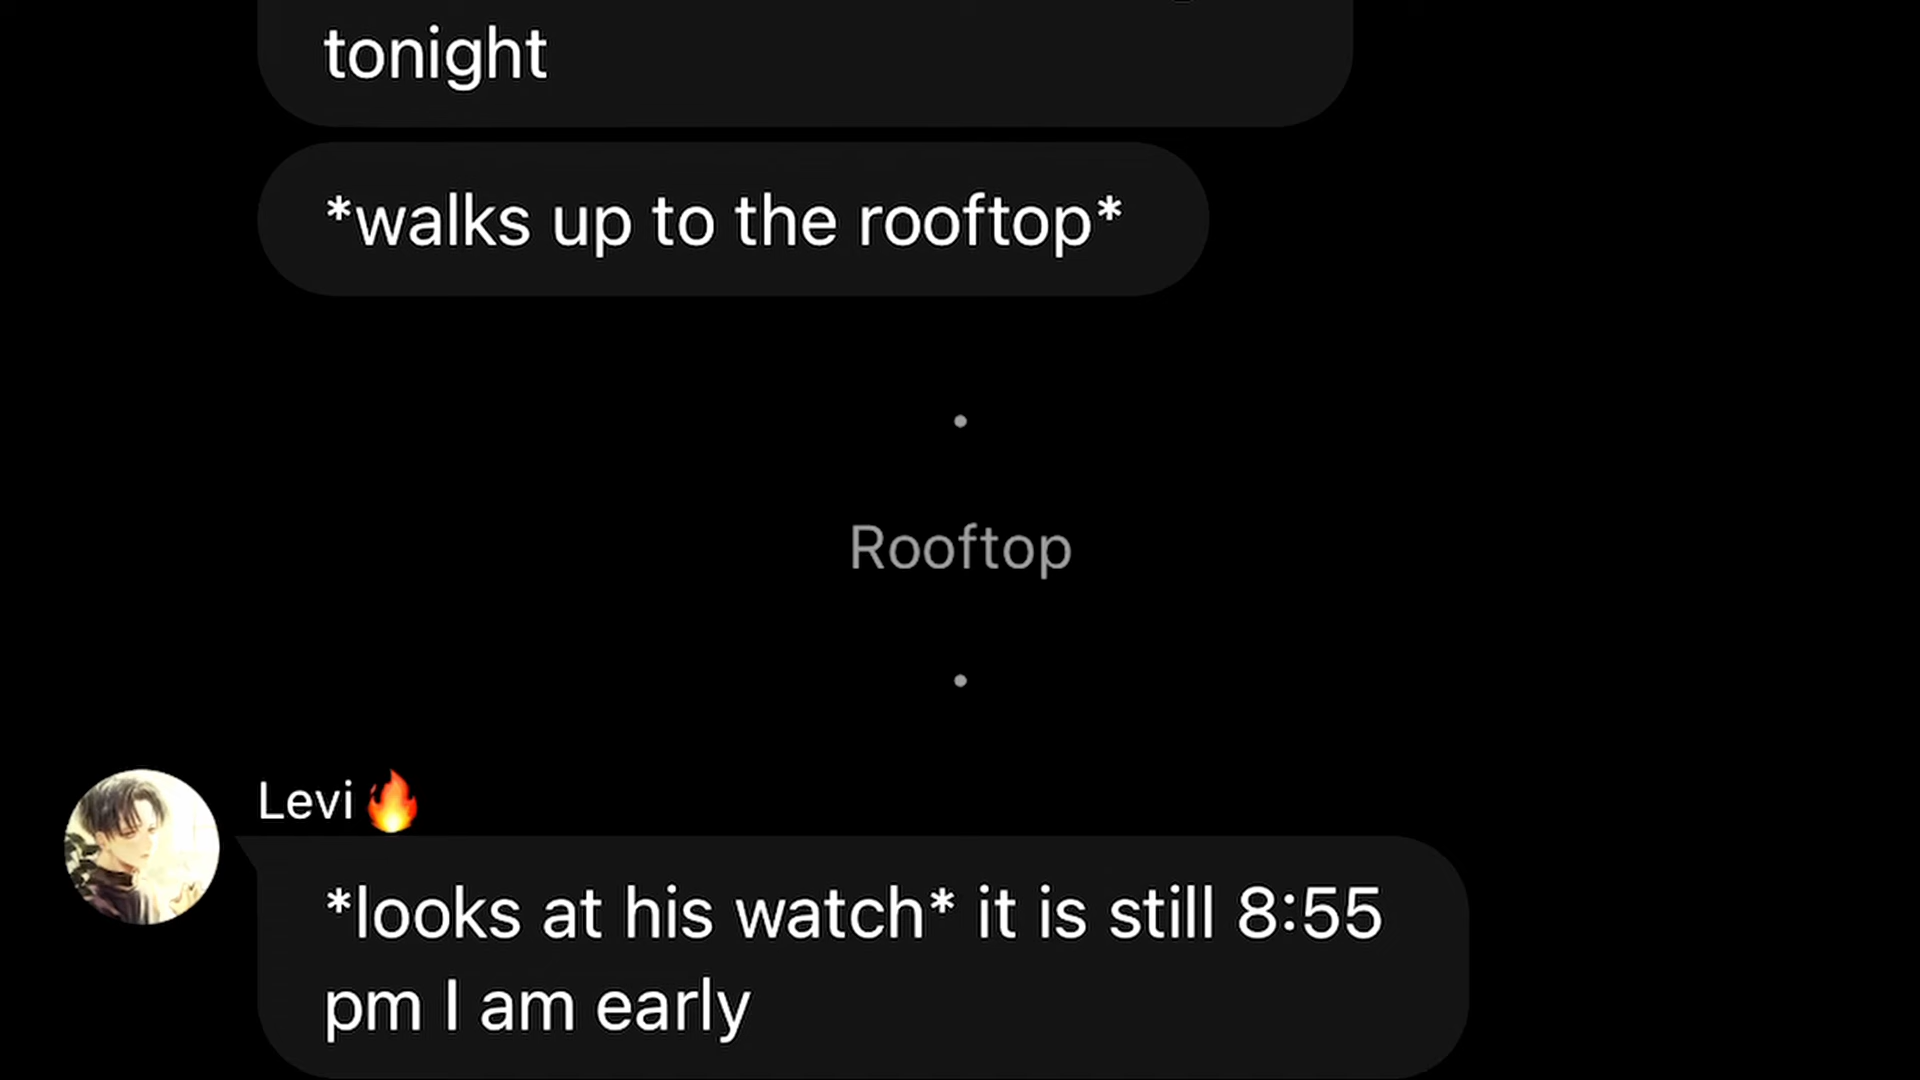 tonight
*walks up to the rooftop*
.
Rooftop
.
Levi🔥
*looks at his watch* it is still 8:55
pm I am early